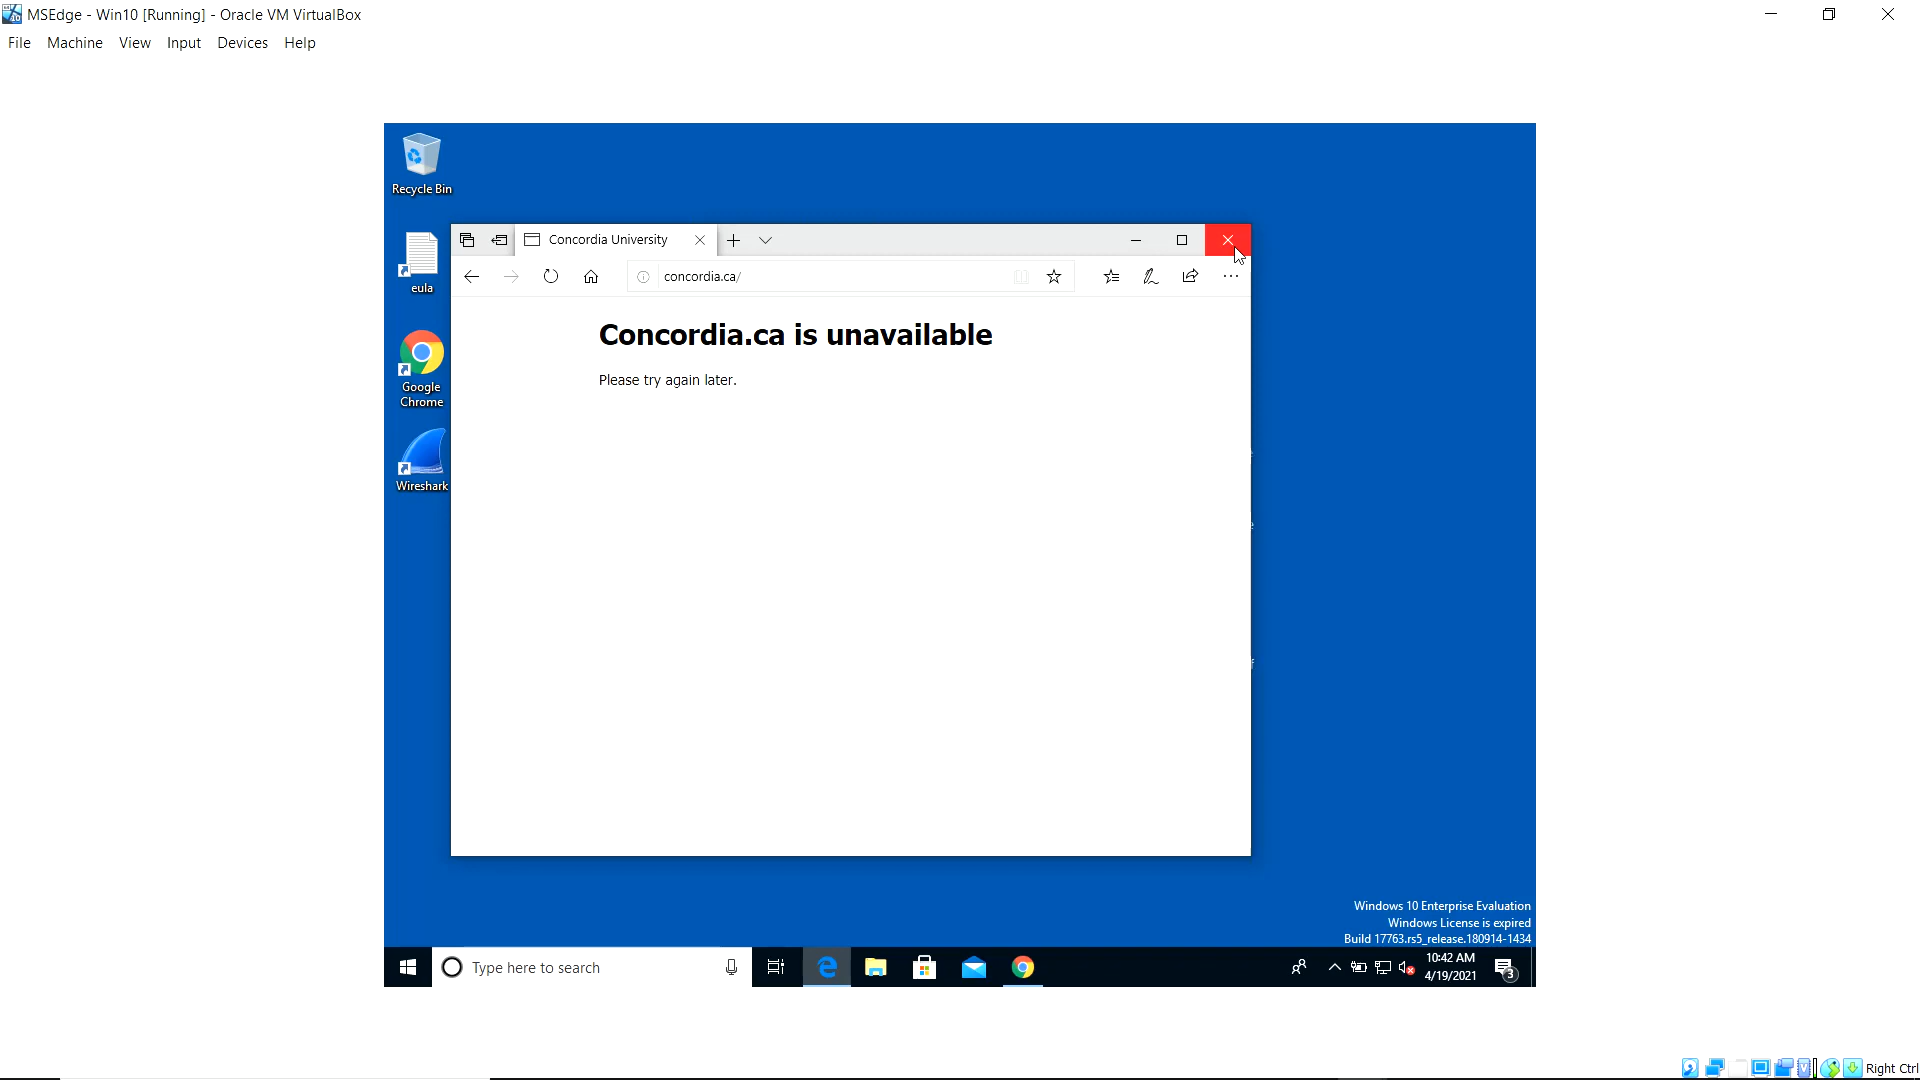 MSEdge - Win10 [Running] - Oracle VM VirtualBox
File Machine View Input Devices Help
Recycle Bin
eula
Google
Chrome
Wireshark
Concordia University
concordia.ca/
Concordia.ca is unavailable
Please try again later.
Windows 10 Enterprise Evaluation
Windows License is expired
Build 17763.rs5_release.180914-1434
Type here to search
10:42 AM
4/19/2021
3
Right Ctrl